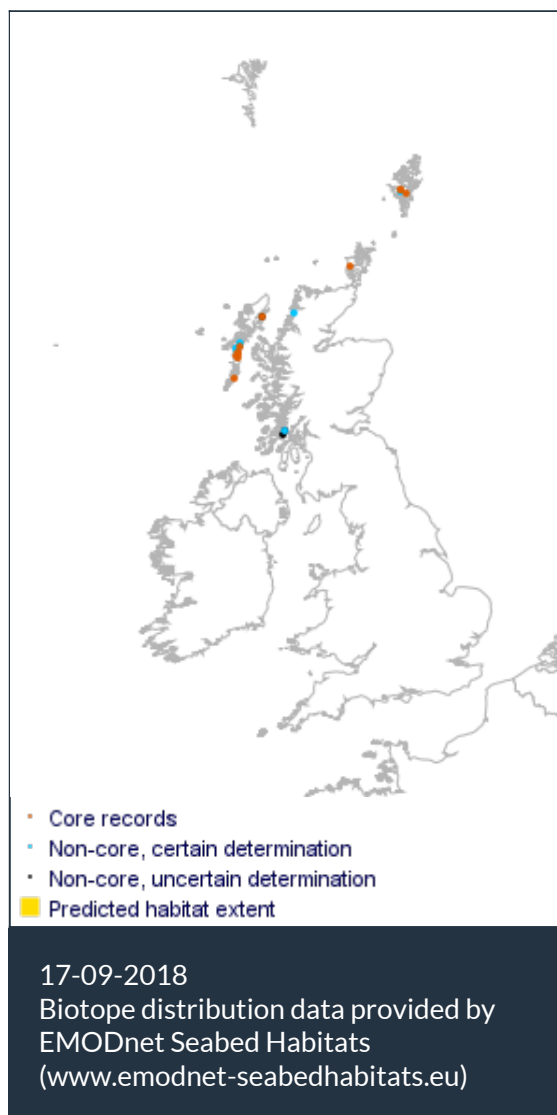 Core records
Non-core, certain determination
Non-core, uncertain determination
Predicted habitat extent
17-09-2018
Biotope distribution data provided by
EMODnet Seabed Habitats
(www.emodnet-seabedhabitats.eu)